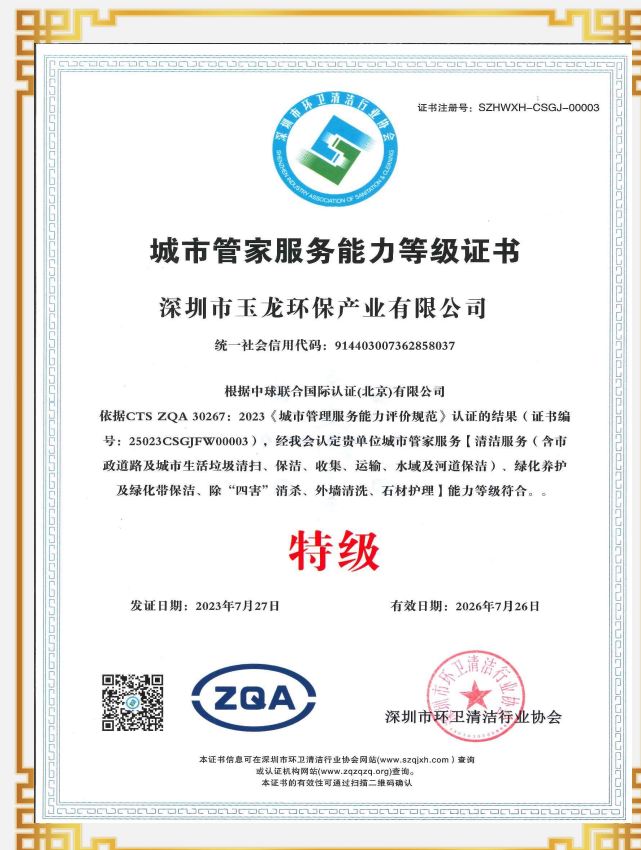 证书注册号：SZHWXH-CSGJ-00003
深圳市环卫清洁行业协会
SHENZHEN INDUSTRY ASSOCIATION OF SANITATION & CLEANING
城市管家服务能力等级证书
深圳市玉龙环保产业有限公司
统一社会信用代码：914403007362858037
根据中球联合国际认证(北京)有限公司
依据CTS ZQA 30267：2023《城市管理服务能力评价规范》认证的结果（证书编
号：25023CSGJFW00003），经我会认定贵单位城市管家服务【清洁服务（含市
政道路及城市生活垃圾清扫、保洁、收集、运输、水域及河道保洁）、绿化养护
及绿化带保洁、除“四害”消杀、外墙清洗、石材护理】能力等级符合。。
特级
发证日期：2023年7月27日
有效日期：2026年7月26日
ZQA
深圳市环卫清洁行业协会
深圳市环卫清洁行业协会
本证书信息可在深圳市环卫清洁行业协会网站(www.szqjxh.com）查询
或认证机构网站(www.zqzqzq.org)查询。
本证书的有效性可通过扫描二维码确认